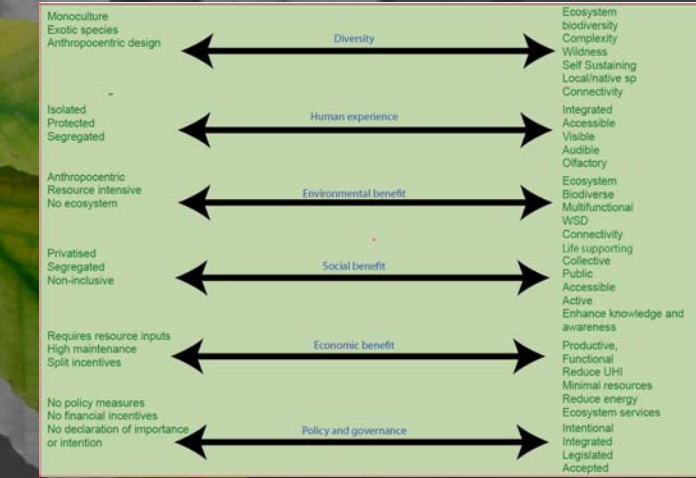 Monoculture
Exotic species
Anthropocentric design
Diversity
Ecosystem
biodiversity
Complexity
Wildness
Self Sustaining
Local/native sp
Connectivity
Isolated
Protected
Segregated
Human experience
Integrated
Accessible
Visible
Audible
Olfactory
Anthropocentric
Resource intensive
No ecosystem
Environmental benefit
Ecosystem
Biodiverse
Multifunctional
WSD
Connectivity
Life supporting
Privatised
Segregated
Non-inclusive
Social benefit
Collective
Public
Accessible
Active
Enhance knowledge and
awareness
Requires resource inputs
High maintenance
Split incentives
Economic benefit
Productive,
Functional
Reduce UHI
Minimal resources
Reduce energy
Ecosystem services
No policy measures
No financial incentives
No declaration of importance
or intention
Policy and governance
Intentional
Integrated
Legislated
Accepted